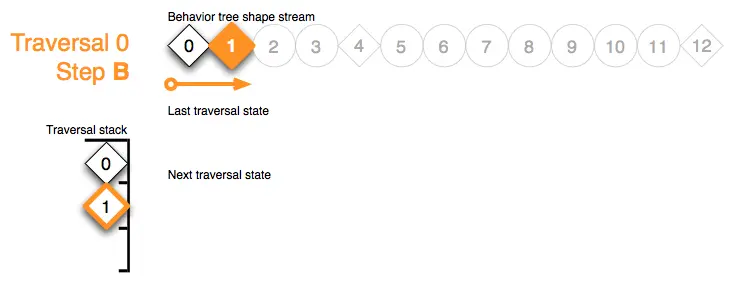 Behavior tree shape stream
Traversal 0
Step B
0 1 2 3 4 5 6 7 8 9 10 11 12
Last traversal state
Traversal stack
0
Next traversal state
1